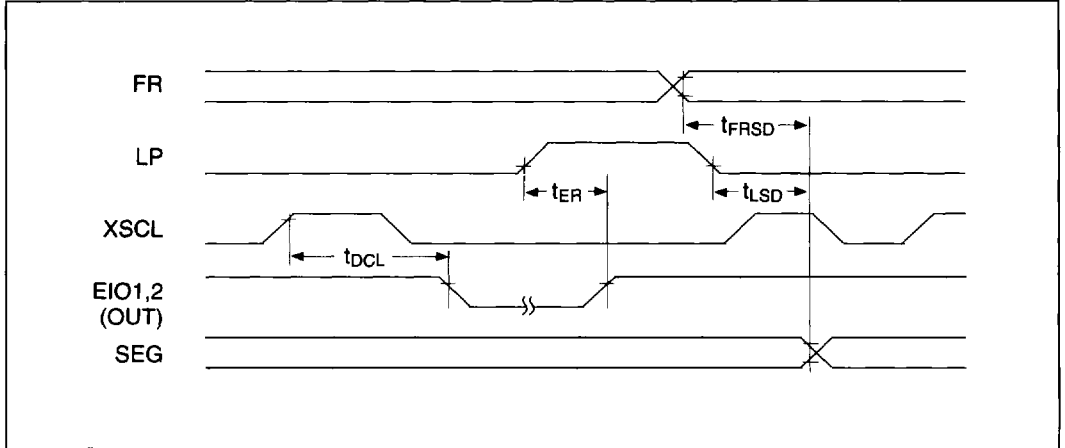 FR
tFRSD
LP
tER
tLSD
XSCL
tDCL
EIO1,2
(OUT)
SEG